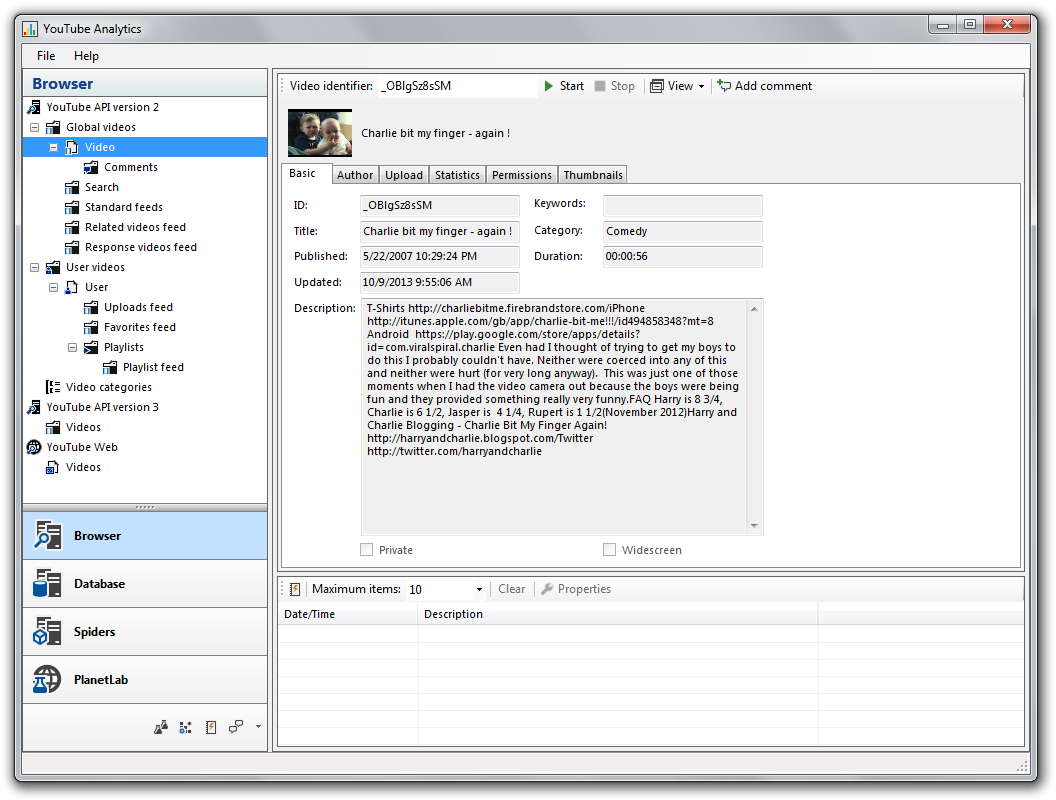 YouTube Analytics
File Help
Browser
YouTube API version 2
Global videos
Video
Comments
Search
Standard feeds
Related videos feed
Response videos feed
User videos
User
Uploads feed
Favorites feed
Playlists
Playlist feed
Video categories
YouTube API version 3
Videos
YouTube Web
Videos
Browser
Database
Spiders
PlanetLab
Video identifier: _OBlgSz8sSM Start Stop View Add comment
Charlie bit my finger - again !
Basic Author Upload Statistics Permissions Thumbnails
ID: _OBlgSz8sSM Keywords:
Title: Charlie bit my finger - again ! Category: Comedy
Published: 5/22/2007 10:29:24 PM Duration: 00:00:56
Updated: 10/9/2013 9:55:06 AM
Description: T-Shirts http://charliebitme.firebrandstore.com/iPhone
http://itunes.apple.com/gb/app/charlie-bit-me!!!/id494858348?mt=8
Android https://play.google.com/store/apps/details?
id=com.viralspiral.charlie Even had I thought of trying to get my boys to
do this I probably couldn't have. Neither were coerced into any of this
and neither were hurt (for very long anyway). This was just one of those
moments when I had the video camera out because the boys were being
fun and they provided something really very funny.FAQ Harry is 8 3/4,
Charlie is 6 1/2, Jasper is 4 1/4, Rupert is 1 1/2(November 2012)Harry and
Charlie Blogging - Charlie Bit My Finger Again!
http://harryandcharlie.blogspot.com/Twitter
http://twitter.com/harryandcharlie
Private Widescreen
Maximum items: 10 Clear Properties
Date/Time Description